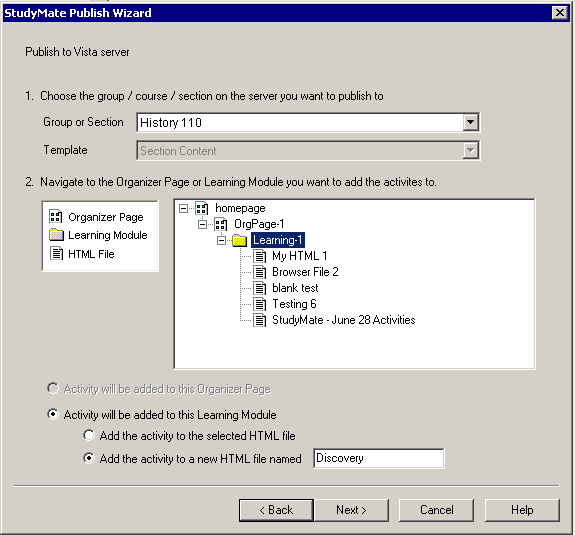 StudyMate Publish Wizard
Publish to Vista server
1. Choose the group / course / section on the server you want to publish to
Group or Section History 110
Template Section Content
2. Navigate to the Organizer Page or Learning Module you want to add the activites to.
Organizer Page
Learning Module
HTML File
homepage
OrgPage-1
Learning-1
My HTML 1
Browser File 2
blank test
Testing 6
StudyMate - June 28 Activities
Activity will be added to this Organizer Page
Activity will be added to this Learning Module
Add the activity to the selected HTML file
Add the activity to a new HTML file named Discovery
< Back Next > Cancel Help